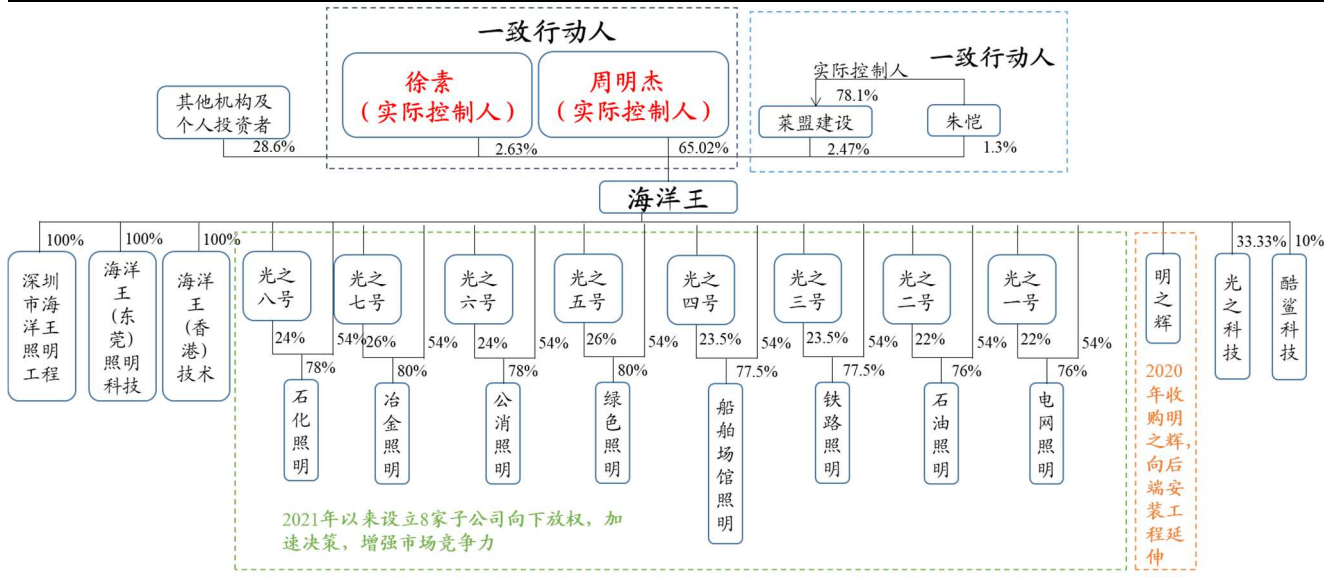 一致行动人
一致行动人
徐素
（实际控制人）
周明杰
（实际控制人）
实际控制人
78.1%
其他机构及
个人投资者
菜盟建设
朱恺
28.6%
2.63%
65.02%
2.47%
1.3%
海洋王
100%
100%
100%
33.33%
10%
深圳
市海
洋王
照明
工程
海洋
王
(东
莞)
照明
科技
海洋
王
(香
港)
技术
光之
八号
光之
七号
光之
六号
光之
五号
光之
四号
光之
三号
光之
二号
光之
一号
明
之
辉
光
之
科
技
酷
鲨
科
技
24%
54%
26%
54%
24%
54%
26%
54%
23.5%
54%
23.5%
54%
22%
54%
22%
54%
78%
80%
78%
80%
77.5%
77.5%
76%
76%
石
化
照
明
冶
金
照
明
公
消
照
明
绿
色
照
明
船
舶
场
馆
照
明
铁
路
照
明
石
油
照
明
电
网
照
明
2021年以来设立8家子公司向下放权，加
速决策，增强市场竞争力
2020
年收
购明
之辉，
向后
端安
装工
程延
伸